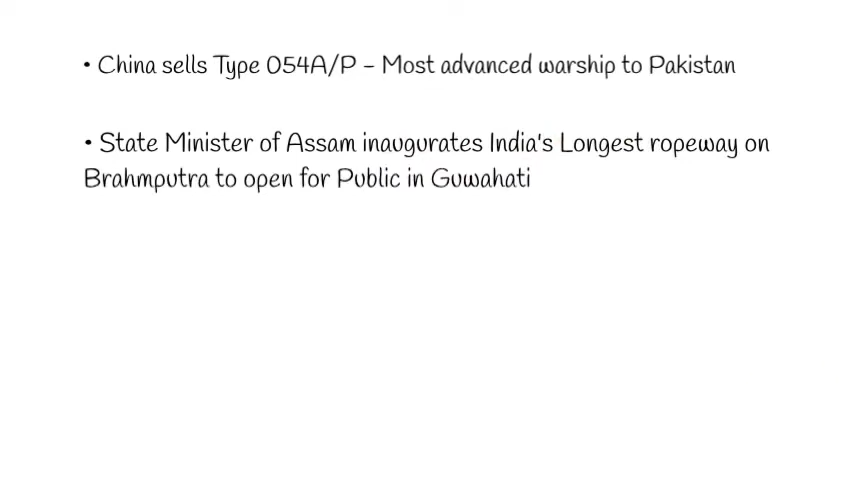 • China sells Type 054A/P - Most advanced warship to Pakistan
• State Minister of Assam inaugurates India's Longest ropeway on
Brahmputra to open for Public in Guwahati